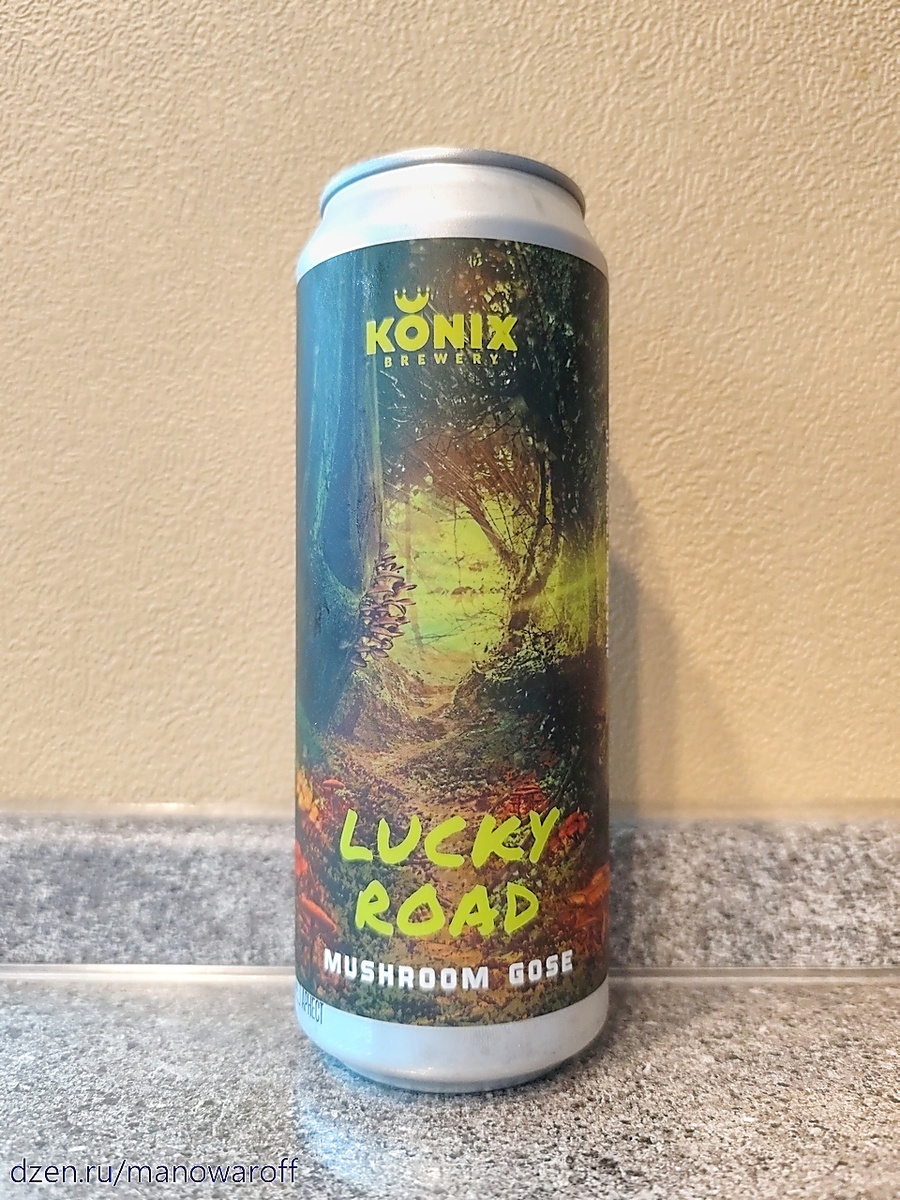 KONIX
BREWERY
LUCKY
ROAD
MUSHROOM GOSE
dzen.ru/manowaroff